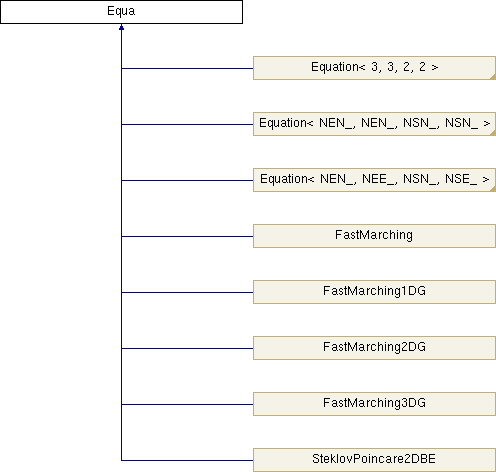 Equa
Equation< 3, 3, 2, 2 >
Equation< NEN_, NEN_, NSN_, NSN_ >
Equation< NEN_, NEE_, NSN_, NSE_ >
FastMarching
FastMarching1DG
FastMarching2DG
FastMarching3DG
SteklovPoincare2DBE